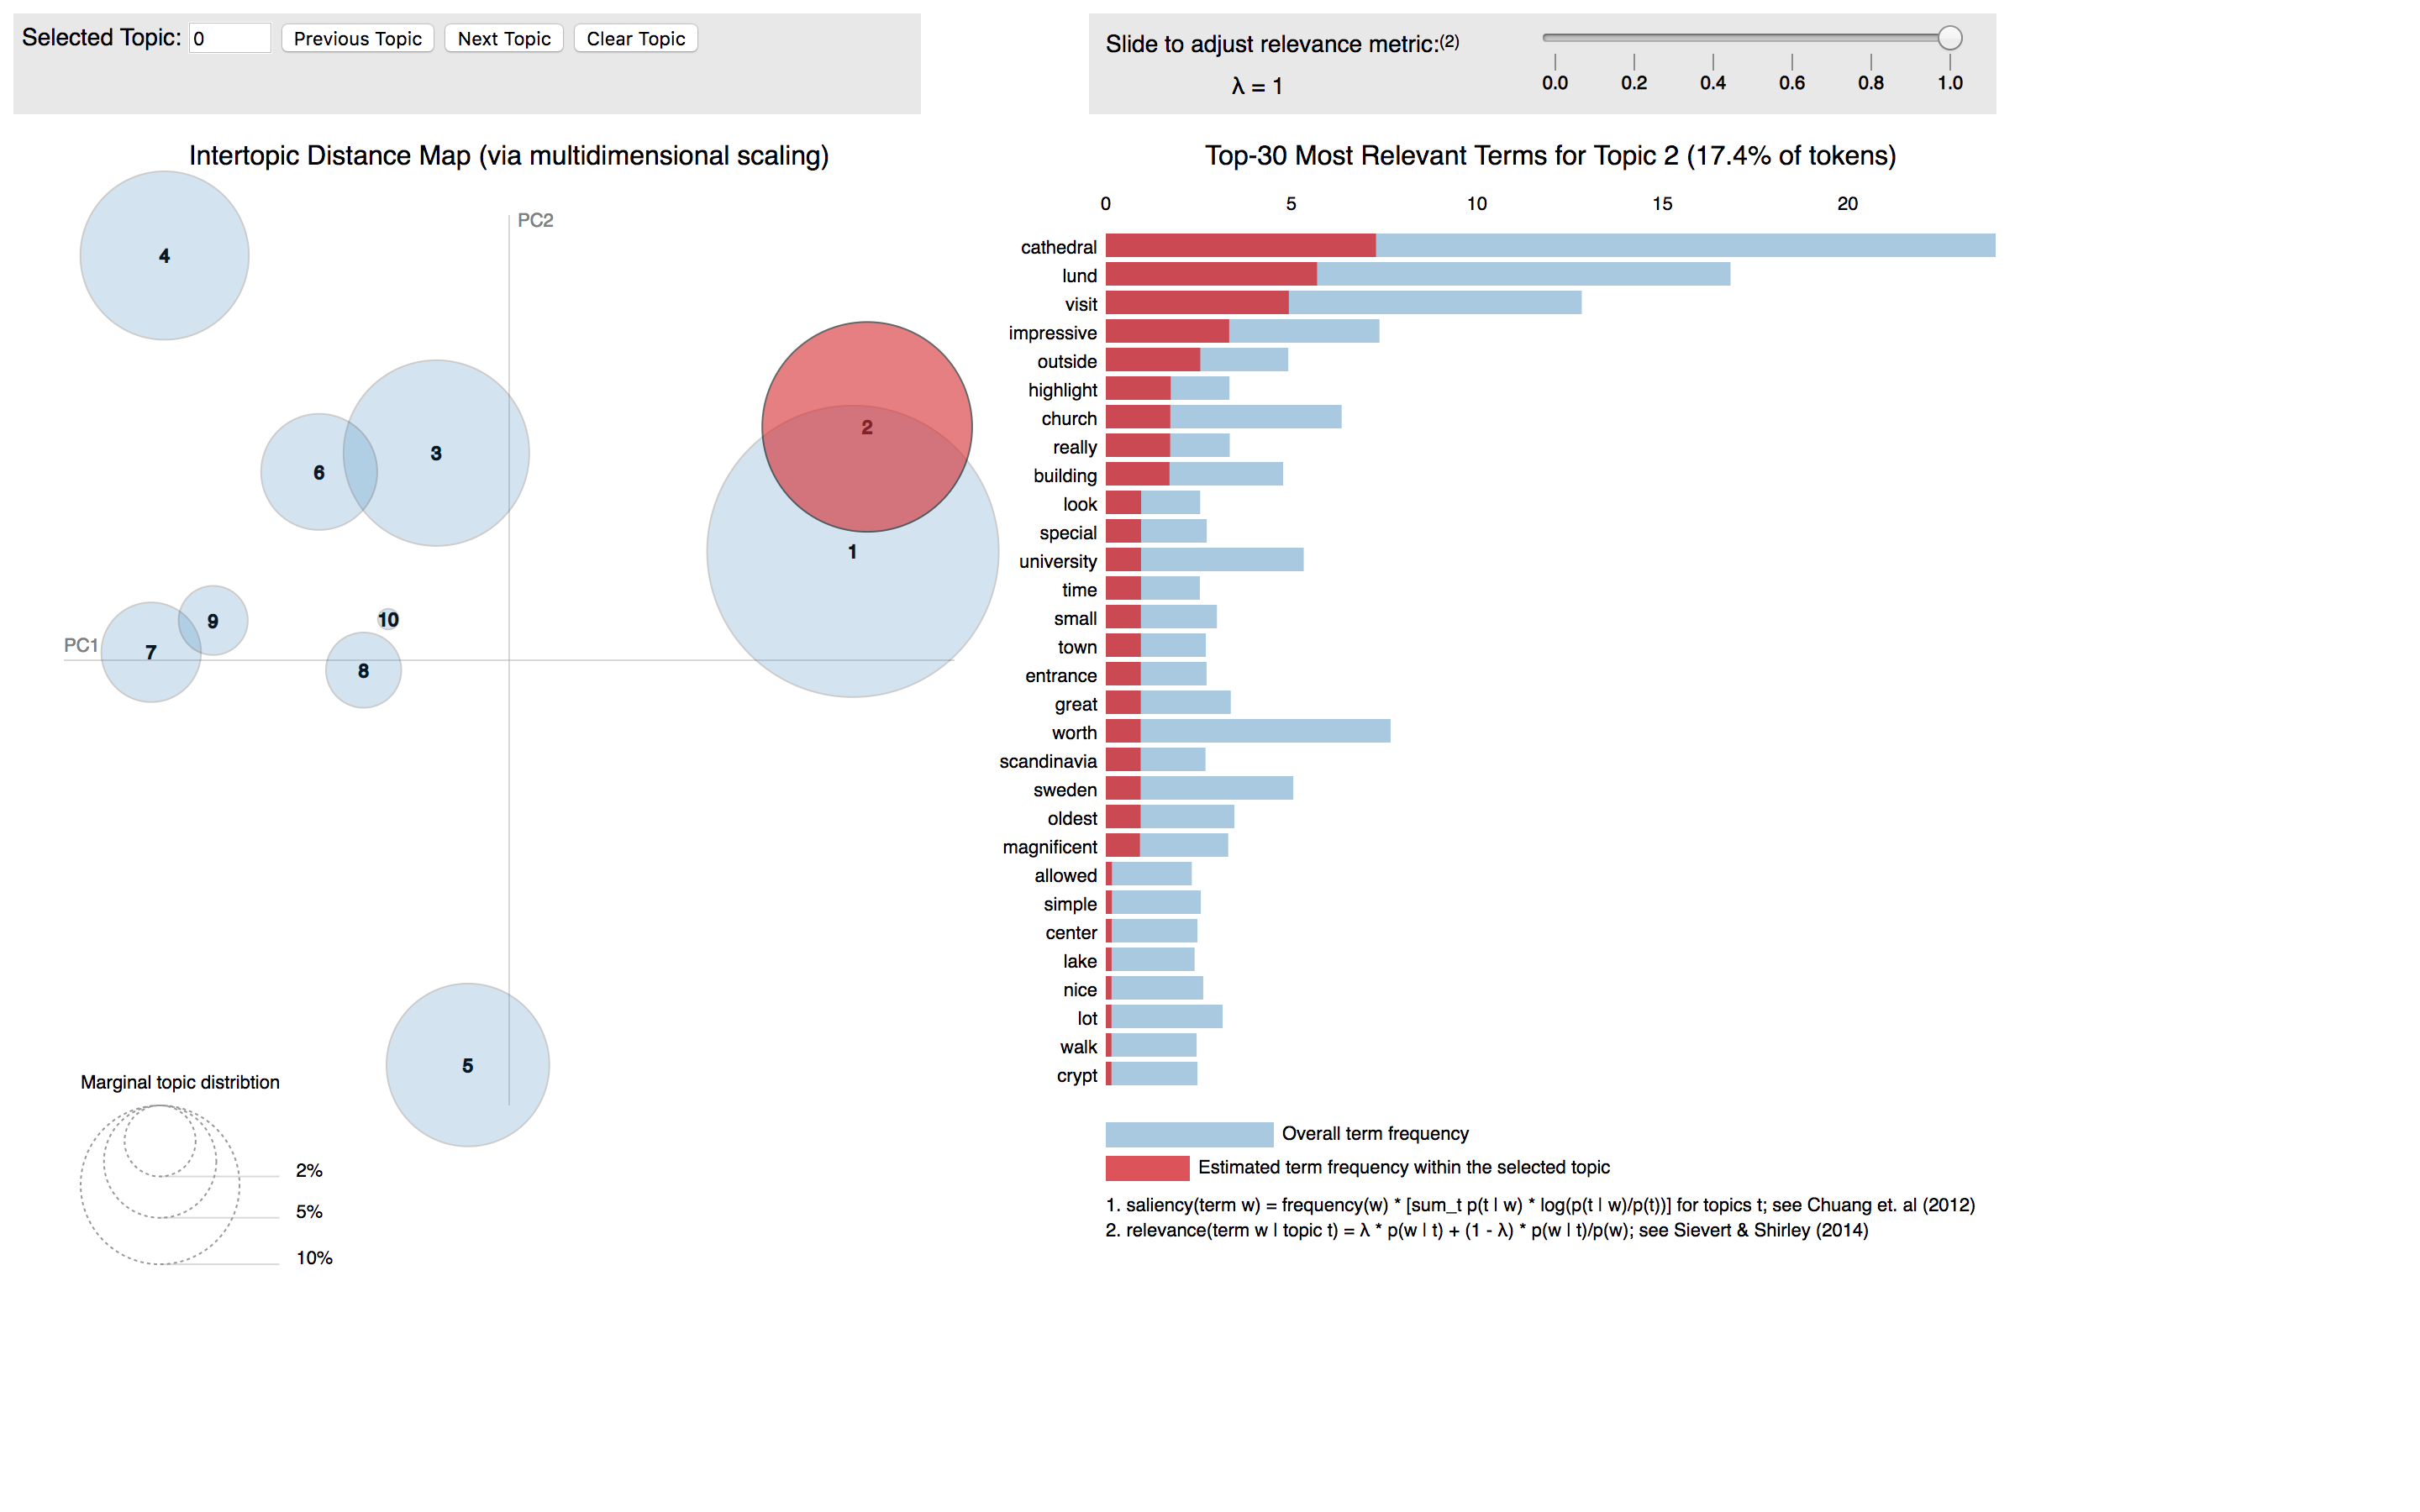 Selected Topic: 0 Previous Topic Next Topic Clear Topic
Slide to adjust relevance metric:(2)
λ = 1
0.0 0.2 0.4 0.6 0.8 1.0
Intertopic Distance Map (via multidimensional scaling)
PC2
PC1
4
2
3
6
1
9
10
7
8
5
Marginal topic distribtion
2%
5%
10%
Top-30 Most Relevant Terms for Topic 2 (17.4% of tokens)
0 5 10 15 20
cathedral
lund
visit
impressive
outside
highlight
church
really
building
look
special
university
time
small
town
entrance
great
worth
scandinavia
sweden
oldest
magnificent
allowed
simple
center
lake
nice
lot
walk
crypt
Overall term frequency
Estimated term frequency within the selected topic
1. saliency(term w) = frequency(w) * [sum_t p(t | w) * log(p(t | w)/p(t))] for topics t; see Chuang et. al (2012)
2. relevance(term w | topic t) = λ * p(w | t) + (1 - λ) * p(w | t)/p(w); see Sievert & Shirley (2014)